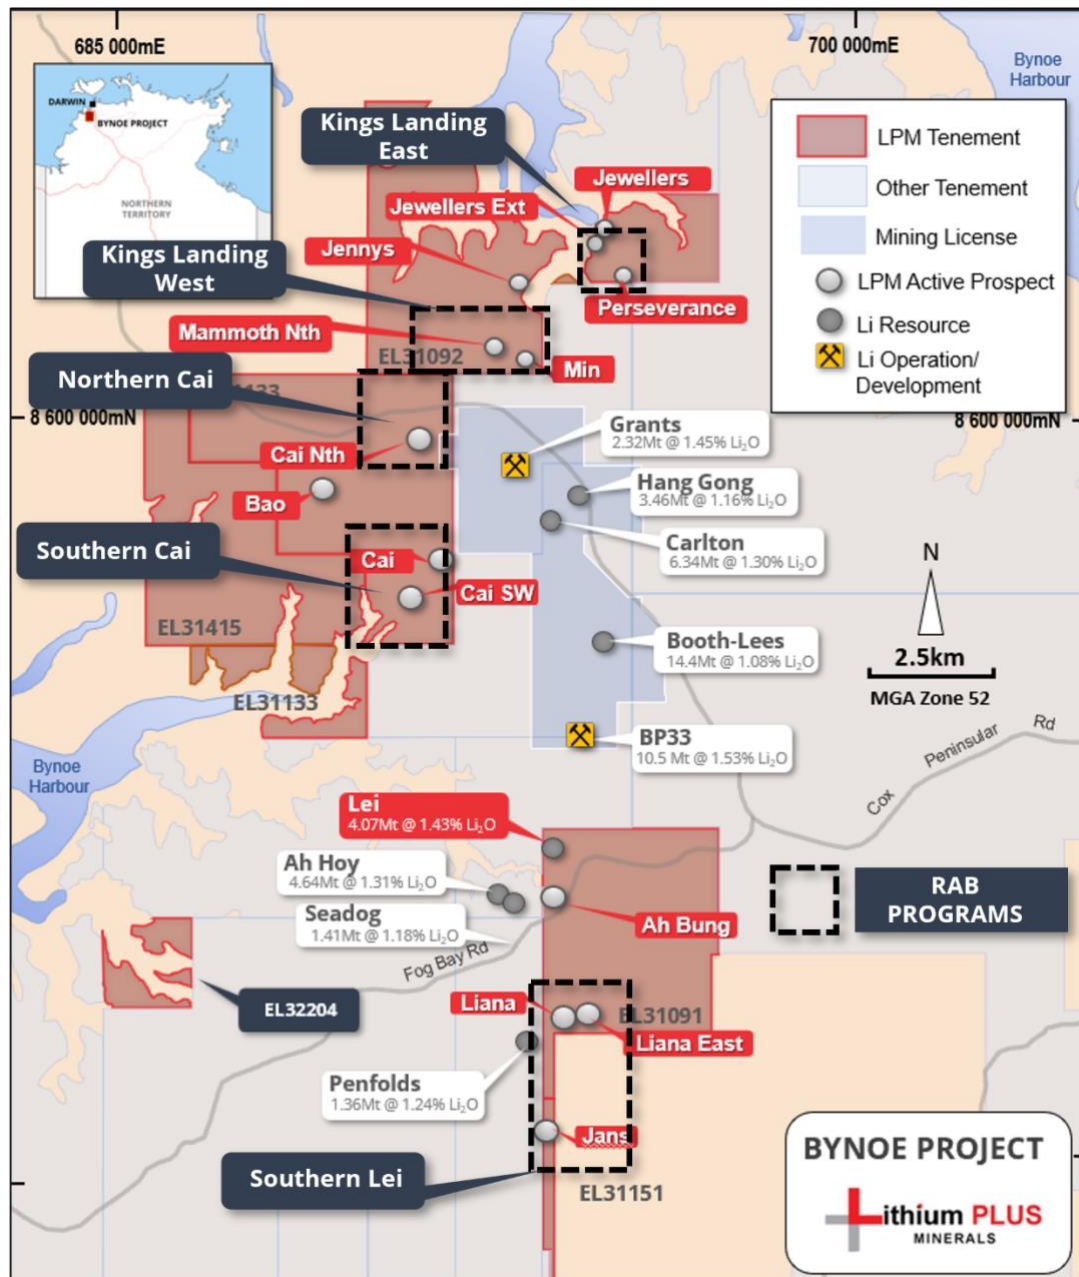 685 000mE
700 000mE
Bynoe
Harbour
DARWIN
BYNOE PROJECT
NORTHERN
TERRITORY
Kings Landing
East
LPM Tenement
Other Tenement
Mining License
LPM Active Prospect
Li Resource
Li Operation/
Development
Jewellers
Jewellers Ext
Jennys
Kings Landing
West
Perseverance
Mammoth Nth
EL31092
Min
Northern Cai
8 600 000mN
8 600 000mN
Grants
2.32Mt @ 1.45% Li₂O
Cai Nth
Hang Gong
3.46Mt @ 1.16% Li₂O
Bao
Carlton
6.34Mt @ 1.30% Li₂O
Southern Cai
Cai
Cai SW
N
2.5km
MGA Zone 52
EL31415
Booth-Lees
14.4Mt @ 1.08% Li₂O
EL31133
BP33
10.5 Mt @ 1.53% Li₂O
Cox Peninsular Rd
Bynoe
Harbour
Lei
4.07Mt @ 1.43% Li₂O
Ah Hoy
4.64Mt @ 1.31% Li₂O
Seadog
1.41Mt @ 1.18% Li₂O
Ah Bung
RAB
PROGRAMS
Fog Bay Rd
EL32204
Liana
EL31091
Liana East
Penfolds
1.36Mt @ 1.24% Li₂O
Jans
Southern Lei
EL31151
BYNOE PROJECT
Lithium PLUS
MINERALS